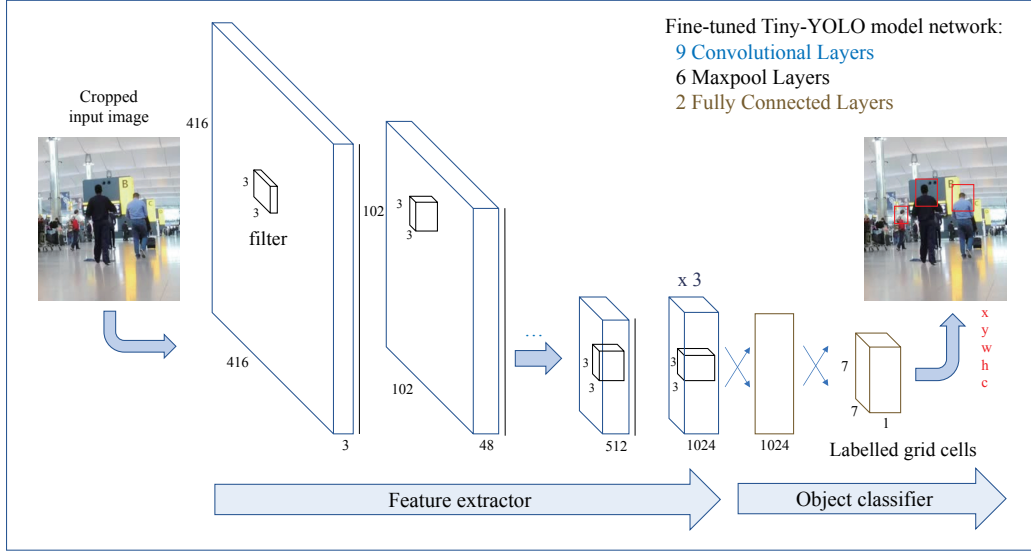 Fine-tuned Tiny-YOLO model network:
9 Convolutional Layers
6 Maxpool Layers
2 Fully Connected Layers
Cropped
input image
416
3
3
filter
416
3
102
3
3
102
48
...
3
3
512
x 3
3
3
1024
1024
7
7
1
Labelled grid cells
B
C
B
C
x
y
w
h
c
Feature extractor
Object classifier